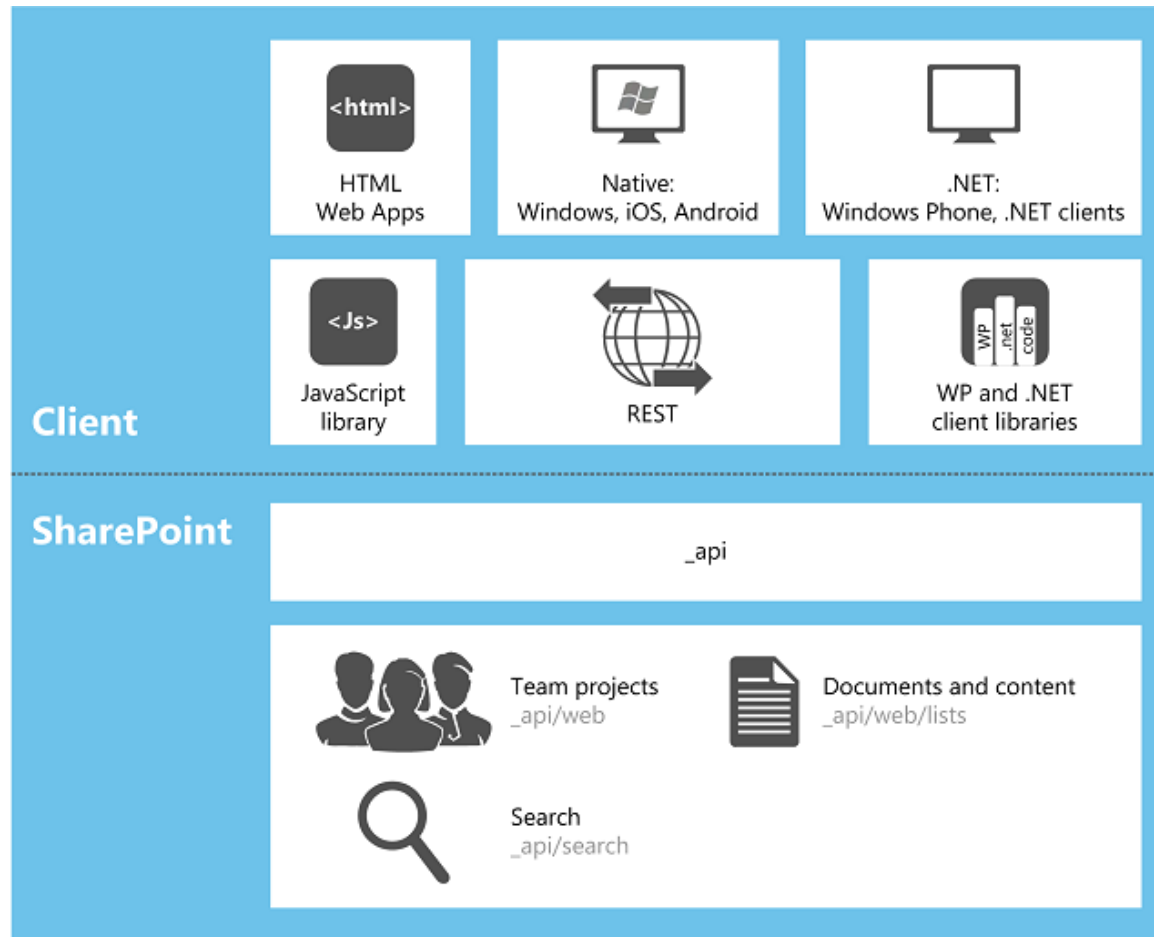 <html>
HTML
Web Apps
Native:
Windows, iOS, Android
.NET:
Windows Phone, .NET clients
<Js>
JavaScript
library
REST
WP
.net
code
WP and .NET
client libraries
Client
SharePoint
_api
Team projects
_api/web
Documents and content
_api/web/lists
Search
_api/search